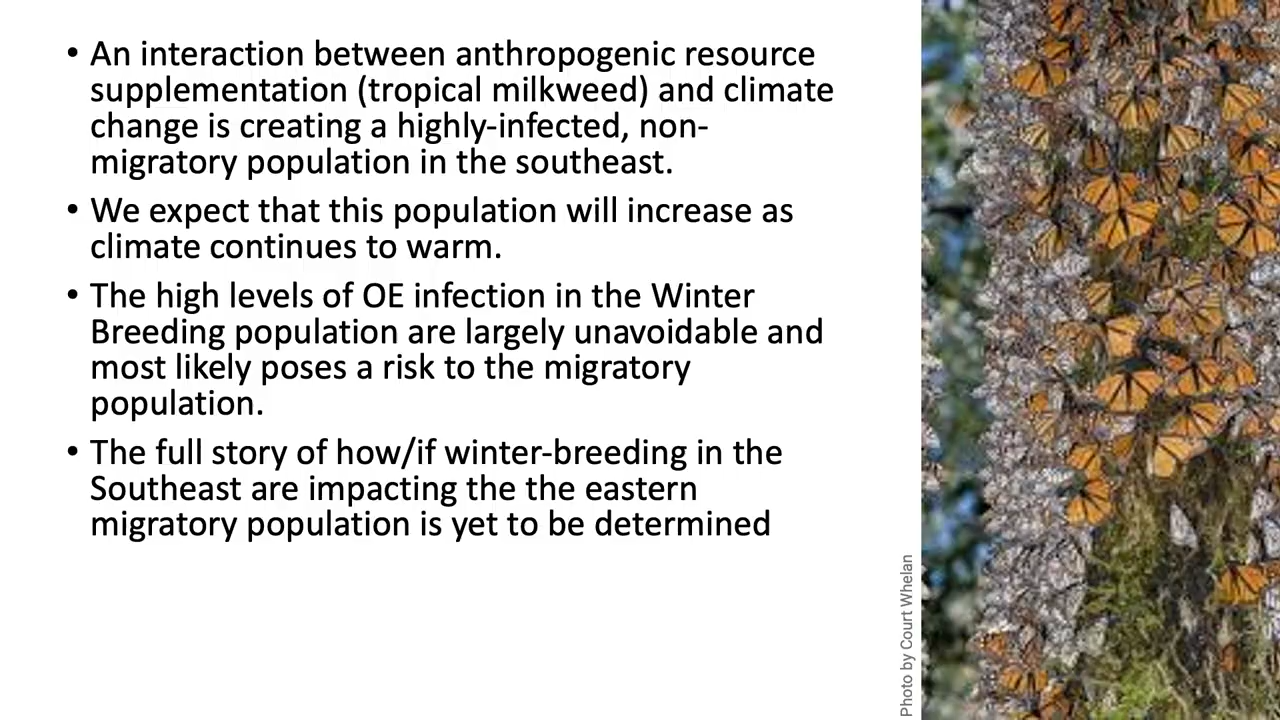 • An interaction between anthropogenic resource
supplementation (tropical milkweed) and climate
change is creating a highly-infected, non-
migratory population in the southeast.
• We expect that this population will increase as
climate continues to warm.
• The high levels of OE infection in the Winter
Breeding population are largely unavoidable and
most likely poses a risk to the migratory
population.
• The full story of how/if winter-breeding in the
Southeast are impacting the the eastern
migratory population is yet to be determined
Photo by Court Whelan